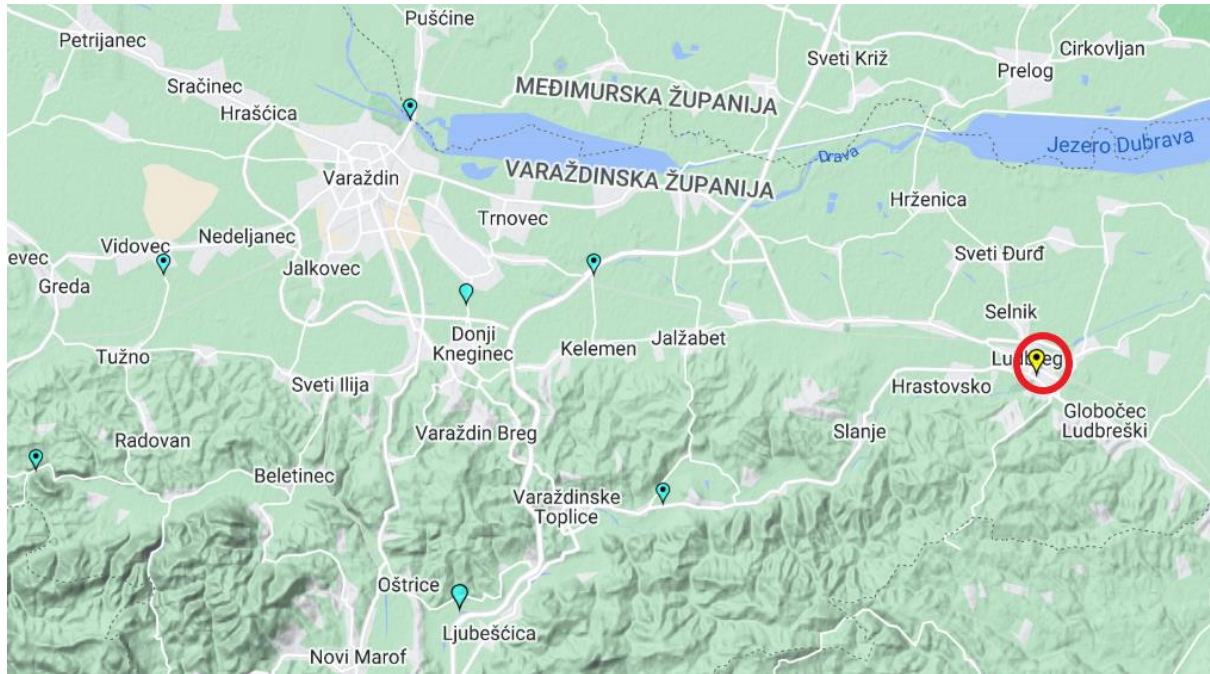 Pušćine
Petrijanec
Cirkovljan
Sveti Križ
Prelog
Sračinec
MEĐIMURSKA ŽUPANIJA
Hrašćica
Jezero Dubrava
Drava
Varaždin
VARAŽDINSKA ŽUPANIJA
Hrženica
Trnovec
Nedeljanec
Vidovec
Sveti Đurđ
evec
Jalkovec
Greda
Selnik
Donji
Kneginec
Jalžabet
Kelemen
Tužno
Ludbreg
Sveti Ilija
Hrastovsko
Globočec
Ludbreški
Radovan
Varaždin Breg
Slanje
Beletinec
Varaždinske
Toplice
Oštrice
Ljubešćica
Novi Marof